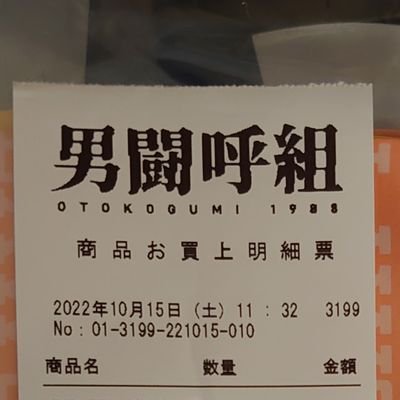 男闘呼組
OTOKOGUMI 1988
商品お買上明細票
2022年10月15日（土）11：32　3199
No：01-3199-221015-010
商品名　数量　金額